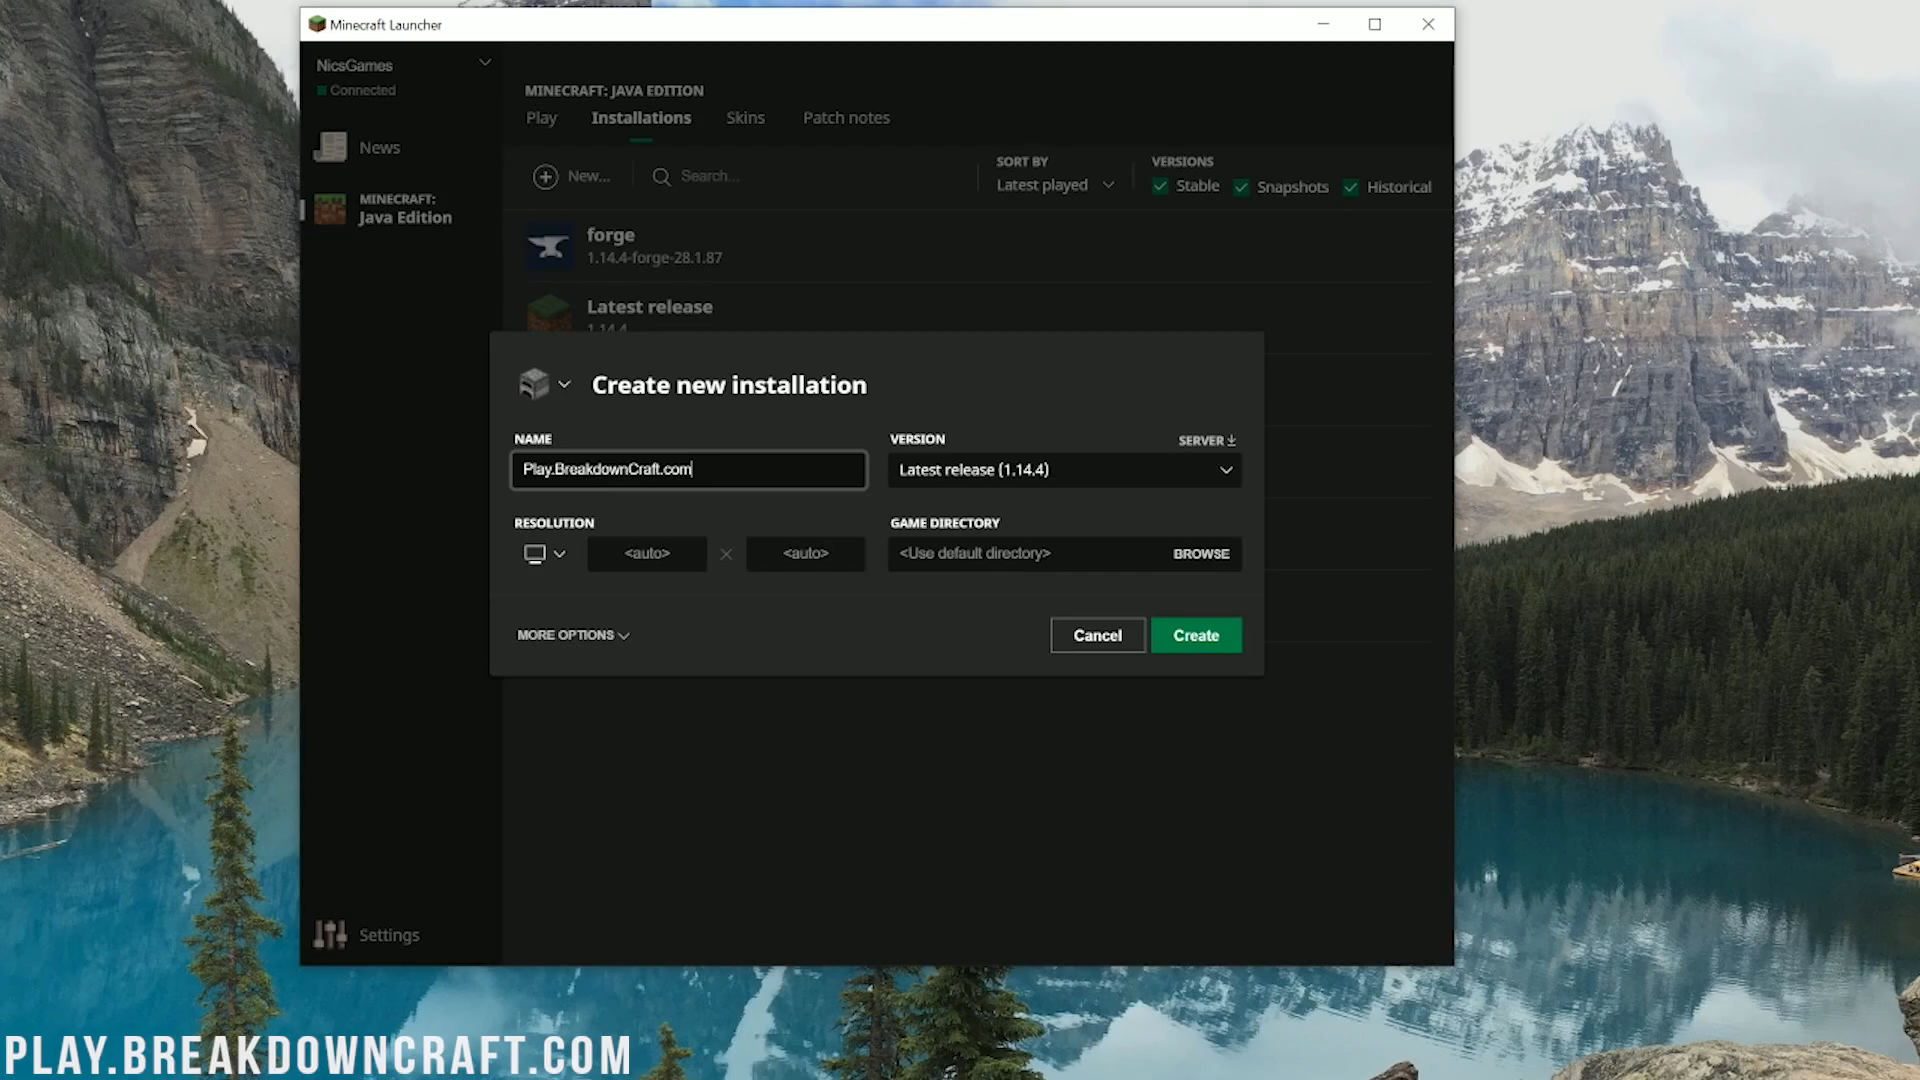 Minecraft Launcher
NicsGames
Connected
News
MINECRAFT:
Java Edition
Settings
MINECRAFT: JAVA EDITION
Play Installations Skins Patch notes
New... Search...
SORT BY
Latest played
VERSIONS
Stable Snapshots Historical
forge
1.14.4-forge-28.1.87
Latest release
1.14.4
Create new installation
NAME
Play.BreakdownCraft.com
VERSION SERVER
Latest release (1.14.4)
RESOLUTION
<auto> <auto>
GAME DIRECTORY
<Use default directory> BROWSE
MORE OPTIONS
Cancel Create
PLAY.BREAKDOWNCRAFT.COM